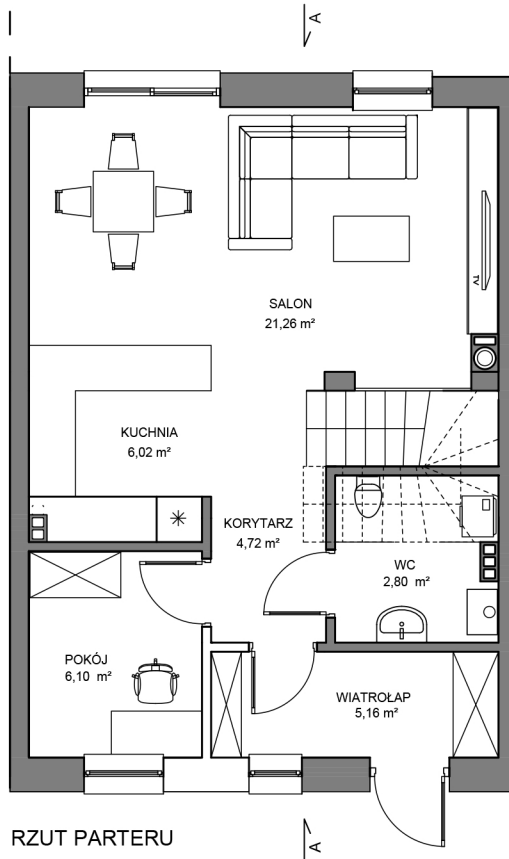 A
TV
SALON
21,26 m²
KUCHNIA
6,02 m²
KORYTARZ
4,72 m²
WC
2,80 m²
POKÓJ
6,10 m²
WIATROŁAP
5,16 m²
RZUT PARTERU
A